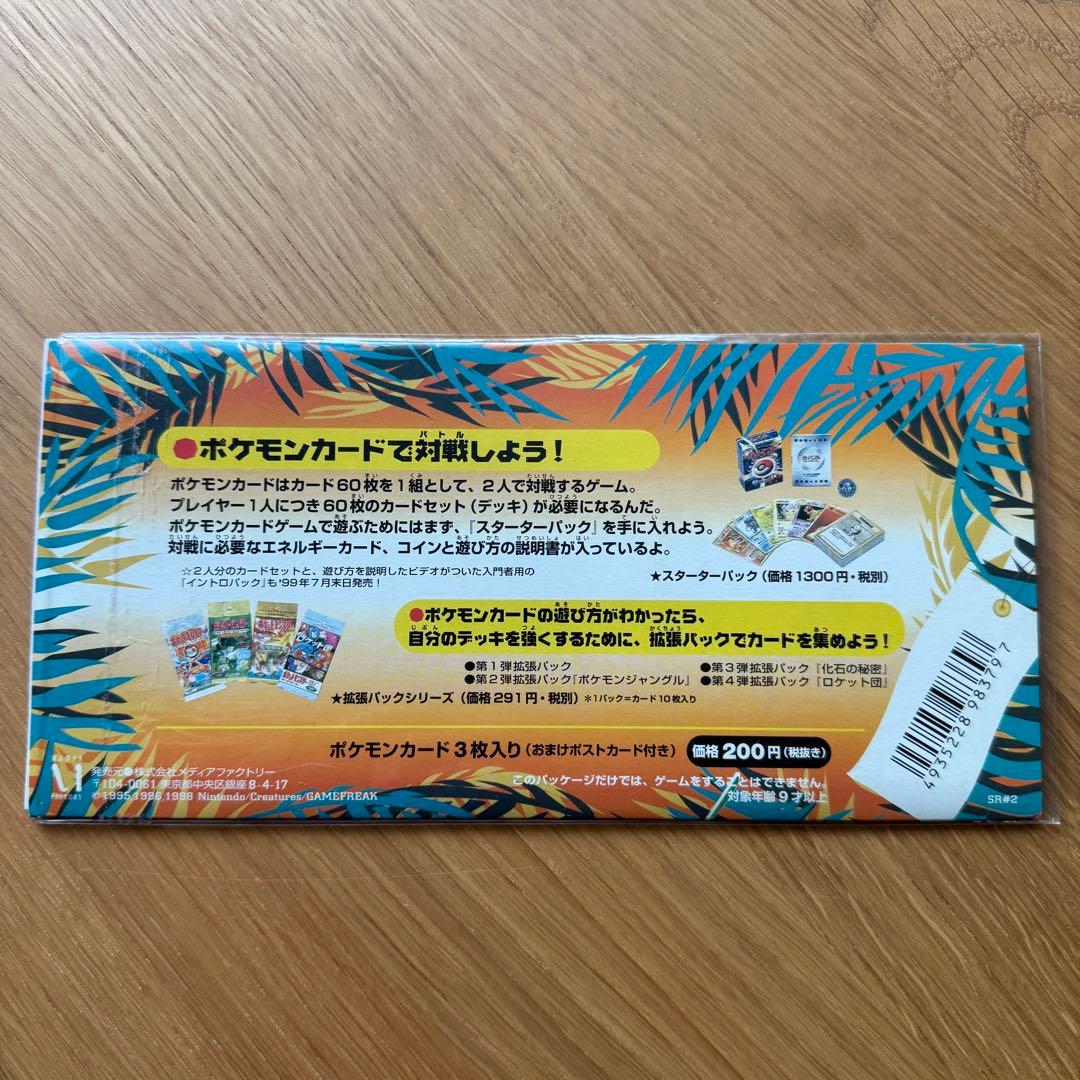 ●ポケモンカードで対戦しよう!
バトル
ポケモンカードはカード60枚を1組として、2人で対戦するゲーム。
プレイヤー1人につき60枚のカードセット(デッキ)が必要になるんだ。
ポケモンカードゲームで遊ぶためにはまず、『スターターパック』を手に入れよう。
対戦に必要なエネルギーカード、コインと遊び方の説明書が入っているよ。
☆2人分のカードセットと、遊び方を説明したビデオがついた入門者用の
『イントロパック』も'99年7月末日発売!
★スターターパック(価格1300円・税別)
●ポケモンカードの遊び方がわかったら、
自分のデッキを強くするために、拡張パックでカードを集めよう!
●第1弾拡張パック
●第2弾拡張パック『ポケモンジャングル』
●第3弾拡張パック『化石の秘密』
●第4弾拡張パック『ロケット団』
★拡張パックシリーズ(価格291円・税別)※1パック=カード10枚入り
ポケモンカード3枚入り(おまけポストカード付き)
価格200円(税抜き)
このパッケージだけでは、ゲームをすることはできません。
対象年齢9才以上
MEDIA
FACTORY
発売元●株式会社メディアファクトリー
〒104-0061 東京都中央区銀座8-4-17
©1995,1996,1998 Nintendo/Creatures/GAMEFREAK
4935228983797
SR#2